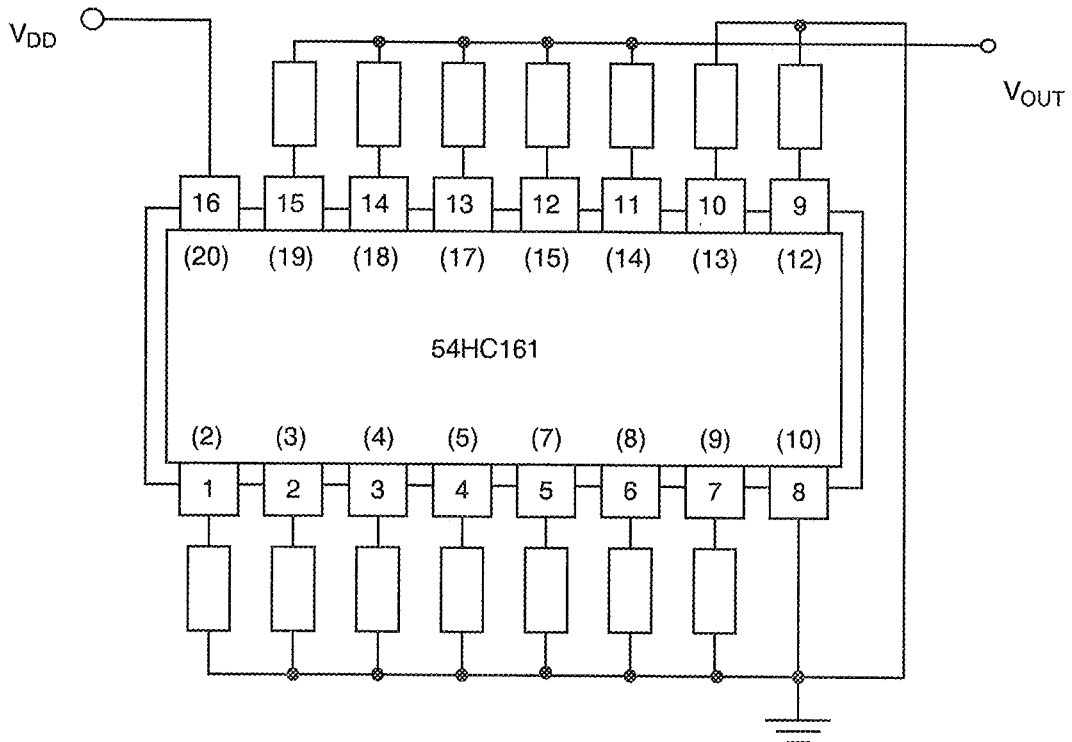 VDD
VOUT
16 15 14 13 12 11 10 9
(20) (19) (18) (17) (15) (14) (13) (12)
54HC161
(2) (3) (4) (5) (7) (8) (9) (10)
1 2 3 4 5 6 7 8